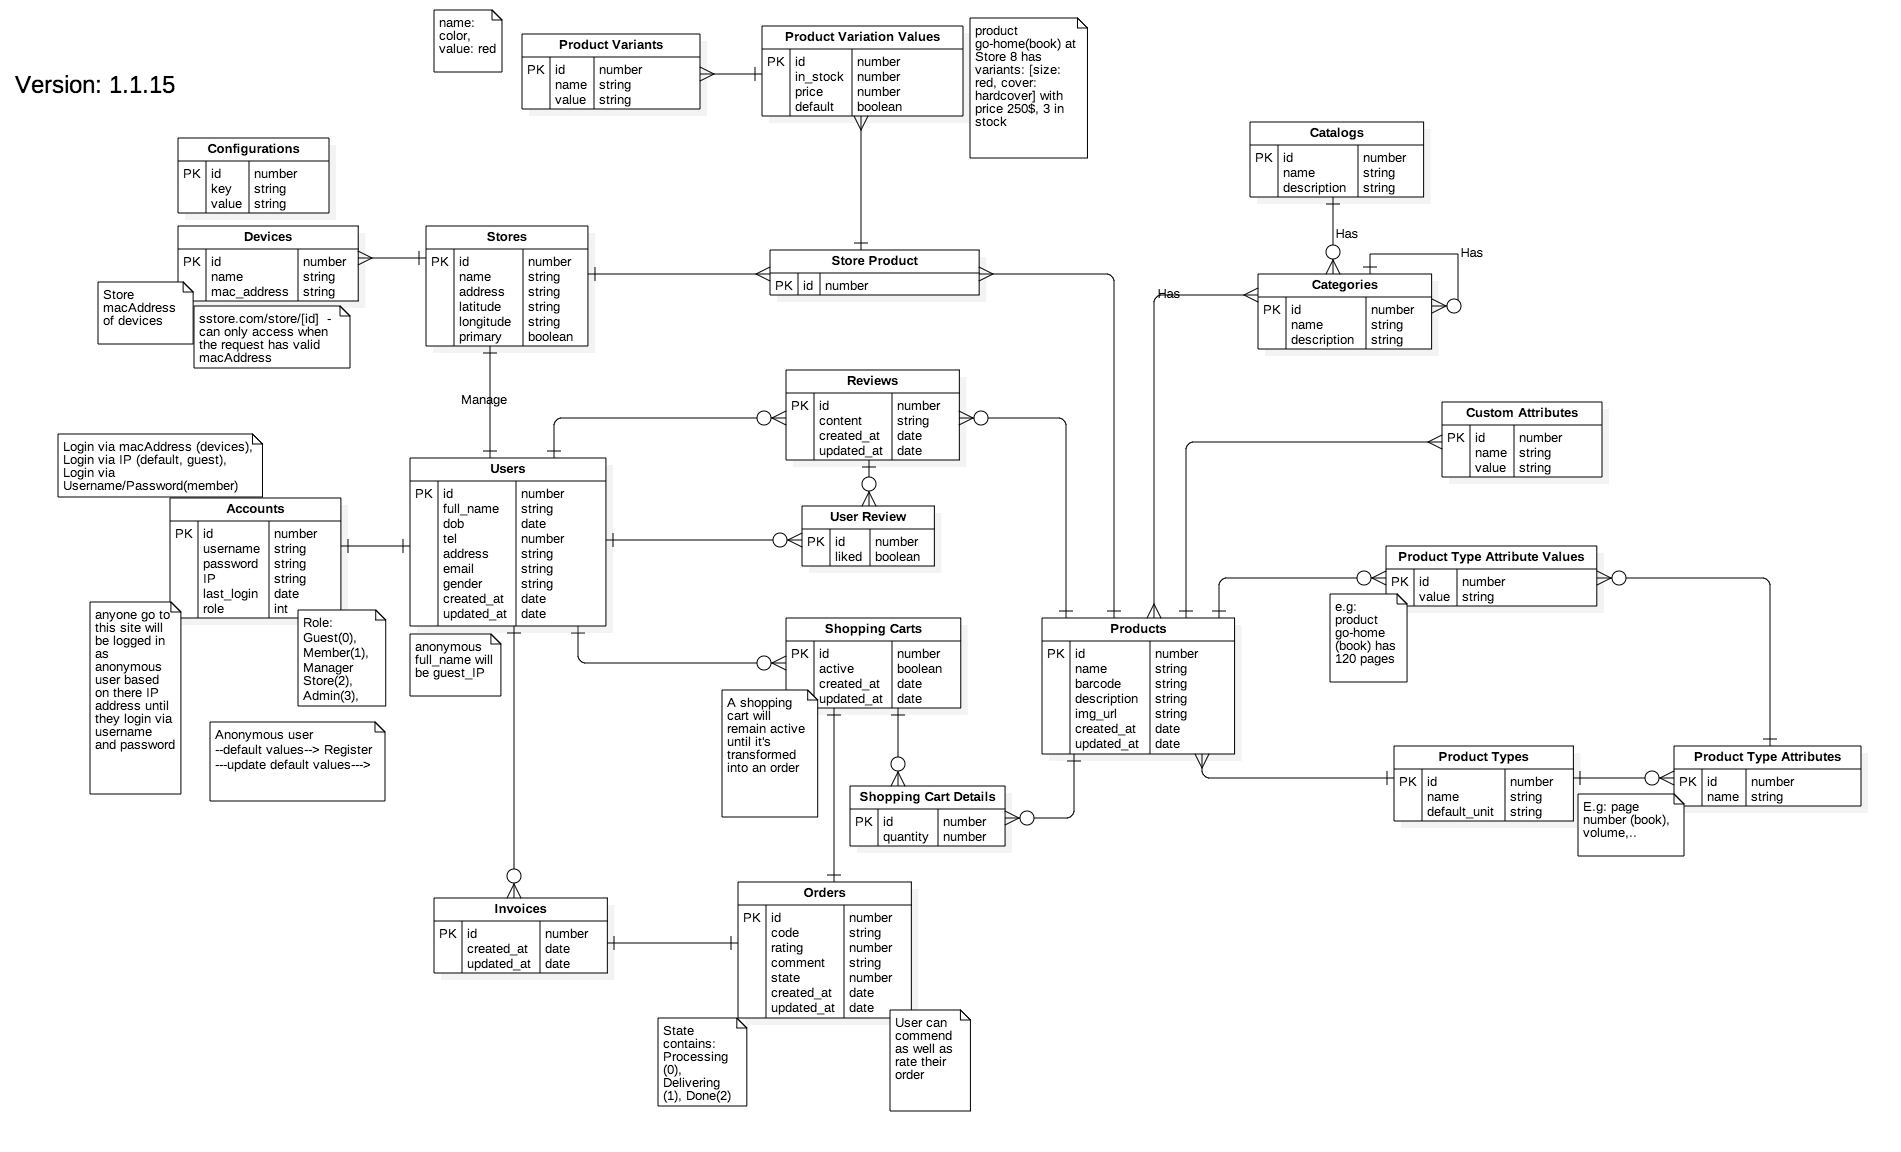 Version: 1.1.15
name:
color,
value: red
Product Variants
PK id number
name string
value string
Product Variation Values
PK id number
in_stock number
price number
default boolean
product
go-home(book) at
Store 8 has
variants: [size:
red, cover:
hardcover] with
price 250$, 3 in
stock
Configurations
PK id number
key string
value string
Catalogs
PK id number
name string
description string
Has
Has
Devices
PK id number
name string
mac_address string
Store
macAddress
of devices
sstore.com/store/[id] -
can only access when
the request has valid
macAddress
Stores
PK id number
name string
address string
latitude string
longitude string
primary boolean
Store Product
PK id number
Has
Categories
PK id number
name string
description string
Manage
Reviews
PK id number
content string
created_at date
updated_at date
Custom Attributes
PK id number
name string
value string
Login via macAddress (devices),
Login via IP (default, guest),
Login via
Username/Password(member)
Users
PK id number
full_name string
dob date
tel number
address string
email string
gender string
created_at date
updated_at date
User Review
PK id number
liked boolean
Accounts
PK id number
username string
password string
IP string
last_login date
role int
Product Type Attribute Values
PK id number
value string
e.g:
product
go-home
(book) has
120 pages
anyone go to
this site will
be logged in
as
anonymous
user based
on there IP
address until
they login via
username
and password
Role:
Guest(0),
Member(1),
Manager
Store(2),
Admin(3),
anonymous
full_name will
be guest_IP
Shopping Carts
PK id number
active boolean
created_at date
updated_at date
A shopping
cart will
remain active
until it's
transformed
into an order
Products
PK id number
name string
barcode string
description string
img_url string
created_at date
updated_at date
Anonymous user
--default values--> Register
---update default values--->
Shopping Cart Details
PK id number
quantity number
Product Types
PK id number
name string
default_unit string
Product Type Attributes
PK id number
name string
E.g: page
number (book),
volume,..
Invoices
PK id number
created_at date
updated_at date
Orders
PK id number
code string
rating number
comment string
state number
created_at date
updated_at date
State
contains:
Processing
(0),
Delivering
(1), Done(2)
User can
commend
as well as
rate their
order